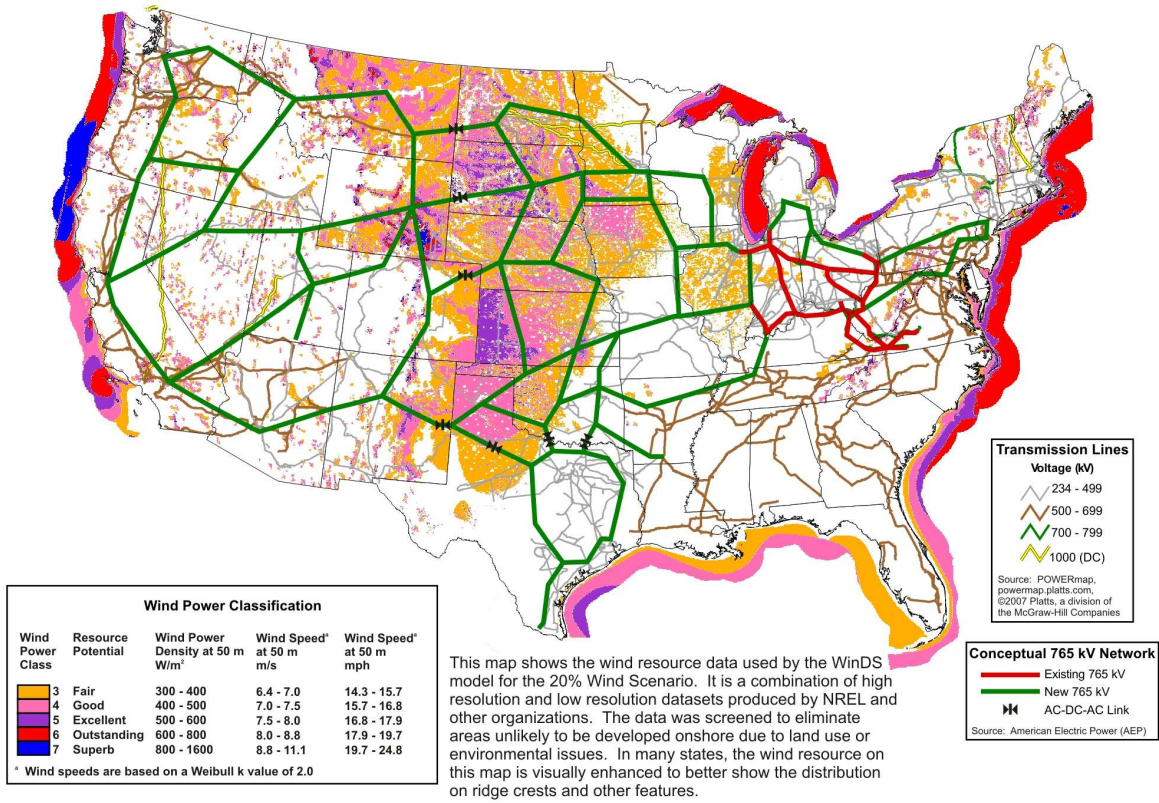 Transmission Lines
Voltage (kV)
234 - 499
500 - 699
700 - 799
1000 (DC)
Source: POWERmap,
powermap.platts.com,
©2007 Platts, a division of
the McGraw-Hill Companies
Wind Power Classification
Wind Power Class Resource Potential Wind Power Density at 50 m W/m² Wind Speedᵃ at 50 m m/s Wind Speedᵃ at 50 m mph
3 Fair 300 - 400 6.4 - 7.0 14.3 - 15.7
4 Good 400 - 500 7.0 - 7.5 15.7 - 16.8
5 Excellent 500 - 600 7.5 - 8.0 16.8 - 17.9
6 Outstanding 600 - 800 8.0 - 8.8 17.9 - 19.7
7 Superb 800 - 1600 8.8 - 11.1 19.7 - 24.8
ᵃ Wind speeds are based on a Weibull k value of 2.0
This map shows the wind resource data used by the WinDS
model for the 20% Wind Scenario. It is a combination of high
resolution and low resolution datasets produced by NREL and
other organizations. The data was screened to eliminate
areas unlikely to be developed onshore due to land use or
environmental issues. In many states, the wind resource on
this map is visually enhanced to better show the distribution
on ridge crests and other features.
Conceptual 765 kV Network
Existing 765 kV
New 765 kV
AC-DC-AC Link
Source: American Electric Power (AEP)